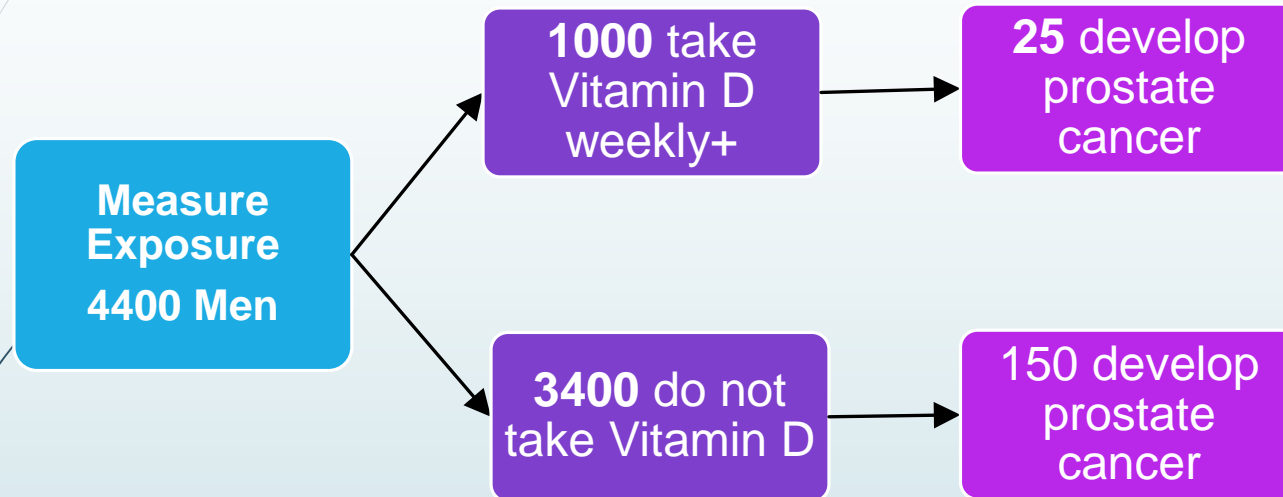 Measure
Exposure
4400 Men
1000 take
Vitamin D
weekly+
25 develop
prostate
cancer
3400 do not
take Vitamin D
150 develop
prostate
cancer